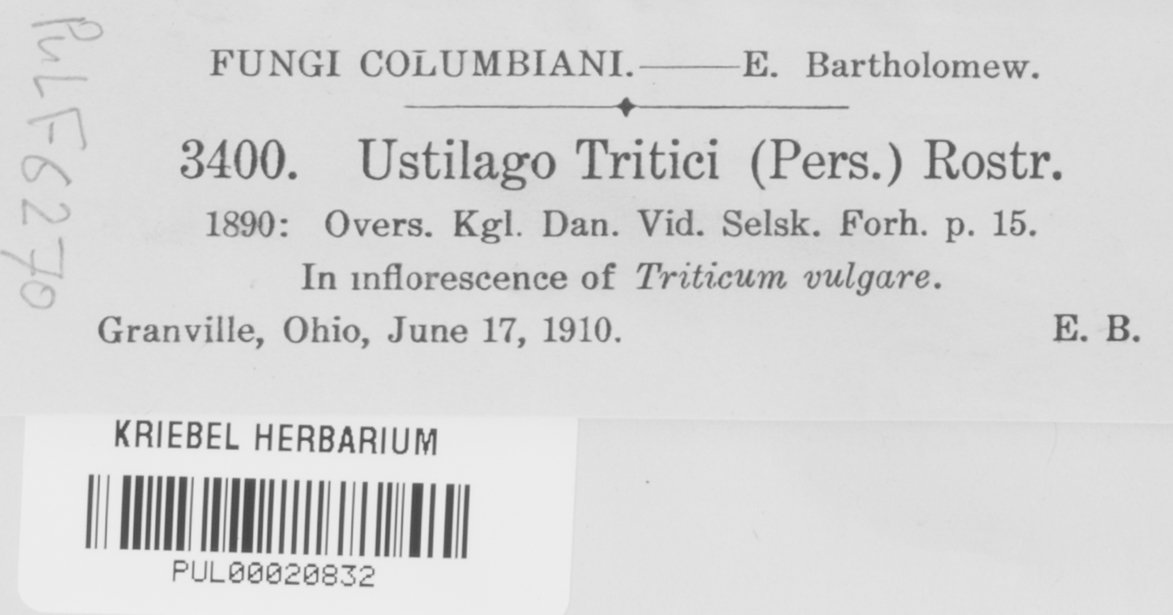 PUL F6270
FUNGI COLUMBIANI.——E. Bartholomew.
3400. Ustilago Tritici (Pers.) Rostr.
1890: Overs. Kgl. Dan. Vid. Selsk. Forh. p. 15.
In inflorescence of Triticum vulgare.
Granville, Ohio, June 17, 1910. E. B.
KRIEBEL HERBARIUM
PUL00020832